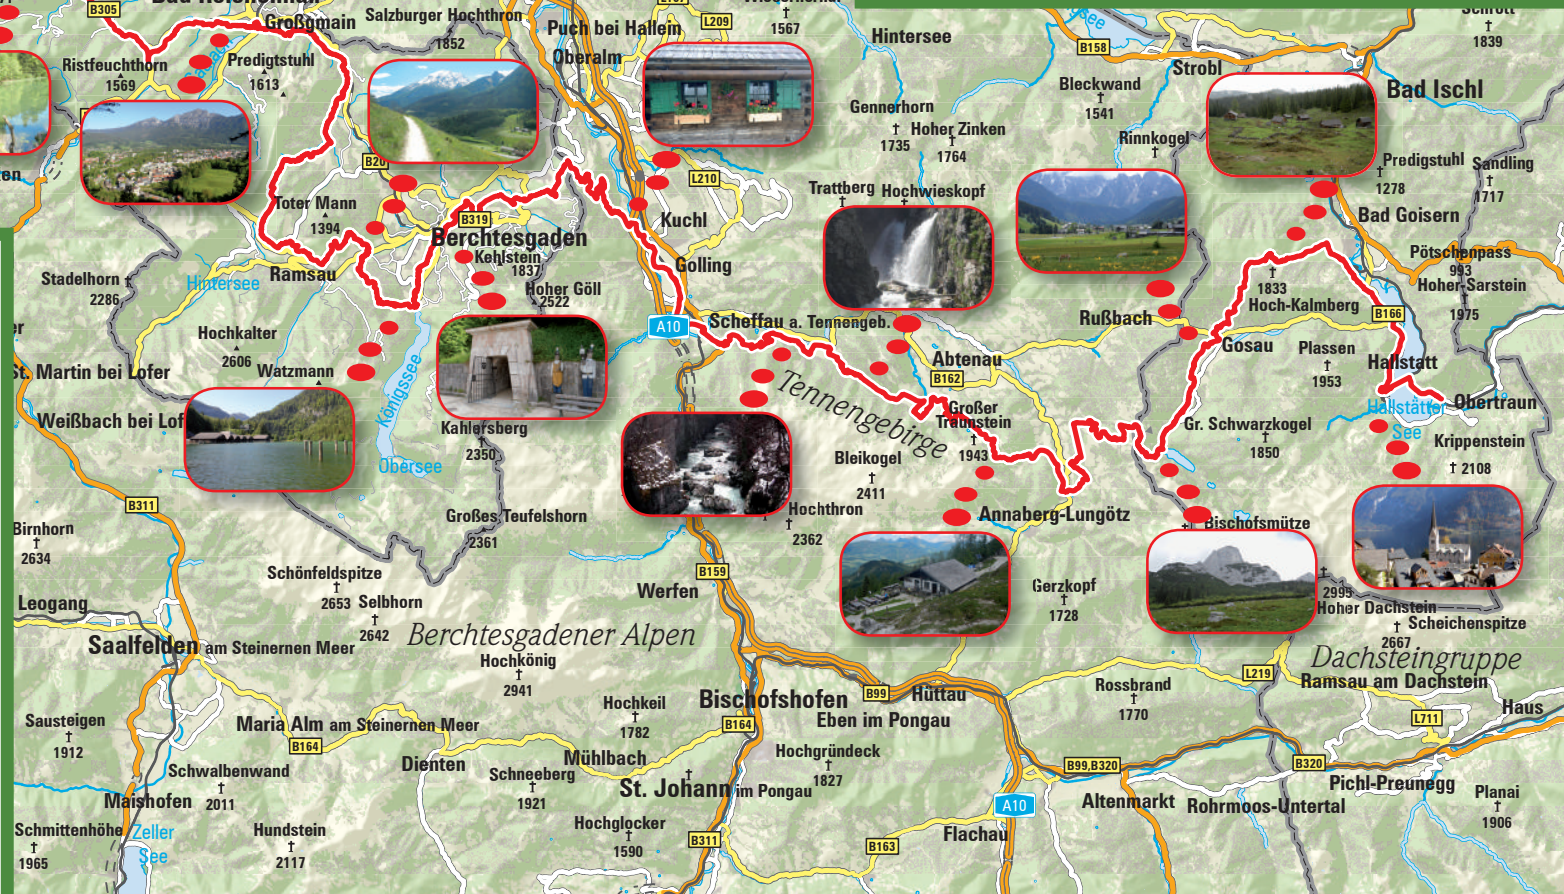 B305
Großgmain
Salzburger Hochthron
1852
Puch bei Hallein
Oberalm
L209
1567
Hintersee
B158
Strobl
1839
Bad Ischl
Ristfeuchthorn
1569
Predigtstuhl
1613
Bleckwand
1541
Gennerhorn
1735
Hoher Zinken
1764
Rinnkogel
Predigstuhl
1278
Sandling
1717
B20
L210
Toter Mann
1394
B319
Kuchl
Trattberg
Hochwieskopf
Bad Goisern
Berchtesgaden
Kehlstein
1837
Golling
Pötschenpass
993
Ramsau
Hintersee
Stadelhorn
2286
Hoher Göll
2522
1833
Hoch-Kalmberg
Hoher-Sarstein
1975
B166
A10
Scheffau a. Tennengeb.
Rußbach
Gosau
Hochkalter
2606
Watzmann
St. Martin bei Lofer
Königssee
Abtenau
B162
Plassen
1953
Hallstatt
Obertraun
Hallstätter
See
Tennengebirge
Großer
Traunstein
1943
Weißbach bei Lof
Kahlersberg
2350
Obersee
Gr. Schwarzkogel
1850
Krippenstein
2108
Bleikogel
2411
B311
Hochthron
2362
Annaberg-Lungötz
Bischofsmütze
Birnhorn
2634
Großes Teufelshorn
2361
Schönfeldspitze
2653
Selbhorn
2642
B159
Werfen
Gerzkopf
1728
2995
Hoher Dachstein
2667
Scheichenspitze
Leogang
Saalfelden am Steinernen Meer
Berchtesgadener Alpen
Hochkönig
2941
Dachsteingruppe
Ramsau am Dachstein
L219
Bischofshofen
B99
Hüttau
Eben im Pongau
Rossbrand
1770
Haus
L711
Sausteigen
1912
Maria Alm am Steinernen Meer
B164
Hochkeil
1782
B164
Dienten
Mühlbach
Hochgründeck
1827
B99,B320
B320
Schwalbenwand
2011
Schneeberg
1921
St. Johann im Pongau
Pichl-Preunegg
Maishofen
A10
Altenmarkt
Rohrmoos-Untertal
Planai
1906
Schmittenhöhe
1965
Zeller
See
Hundstein
2117
Hochglocker
1590
B311
B163
Flachau